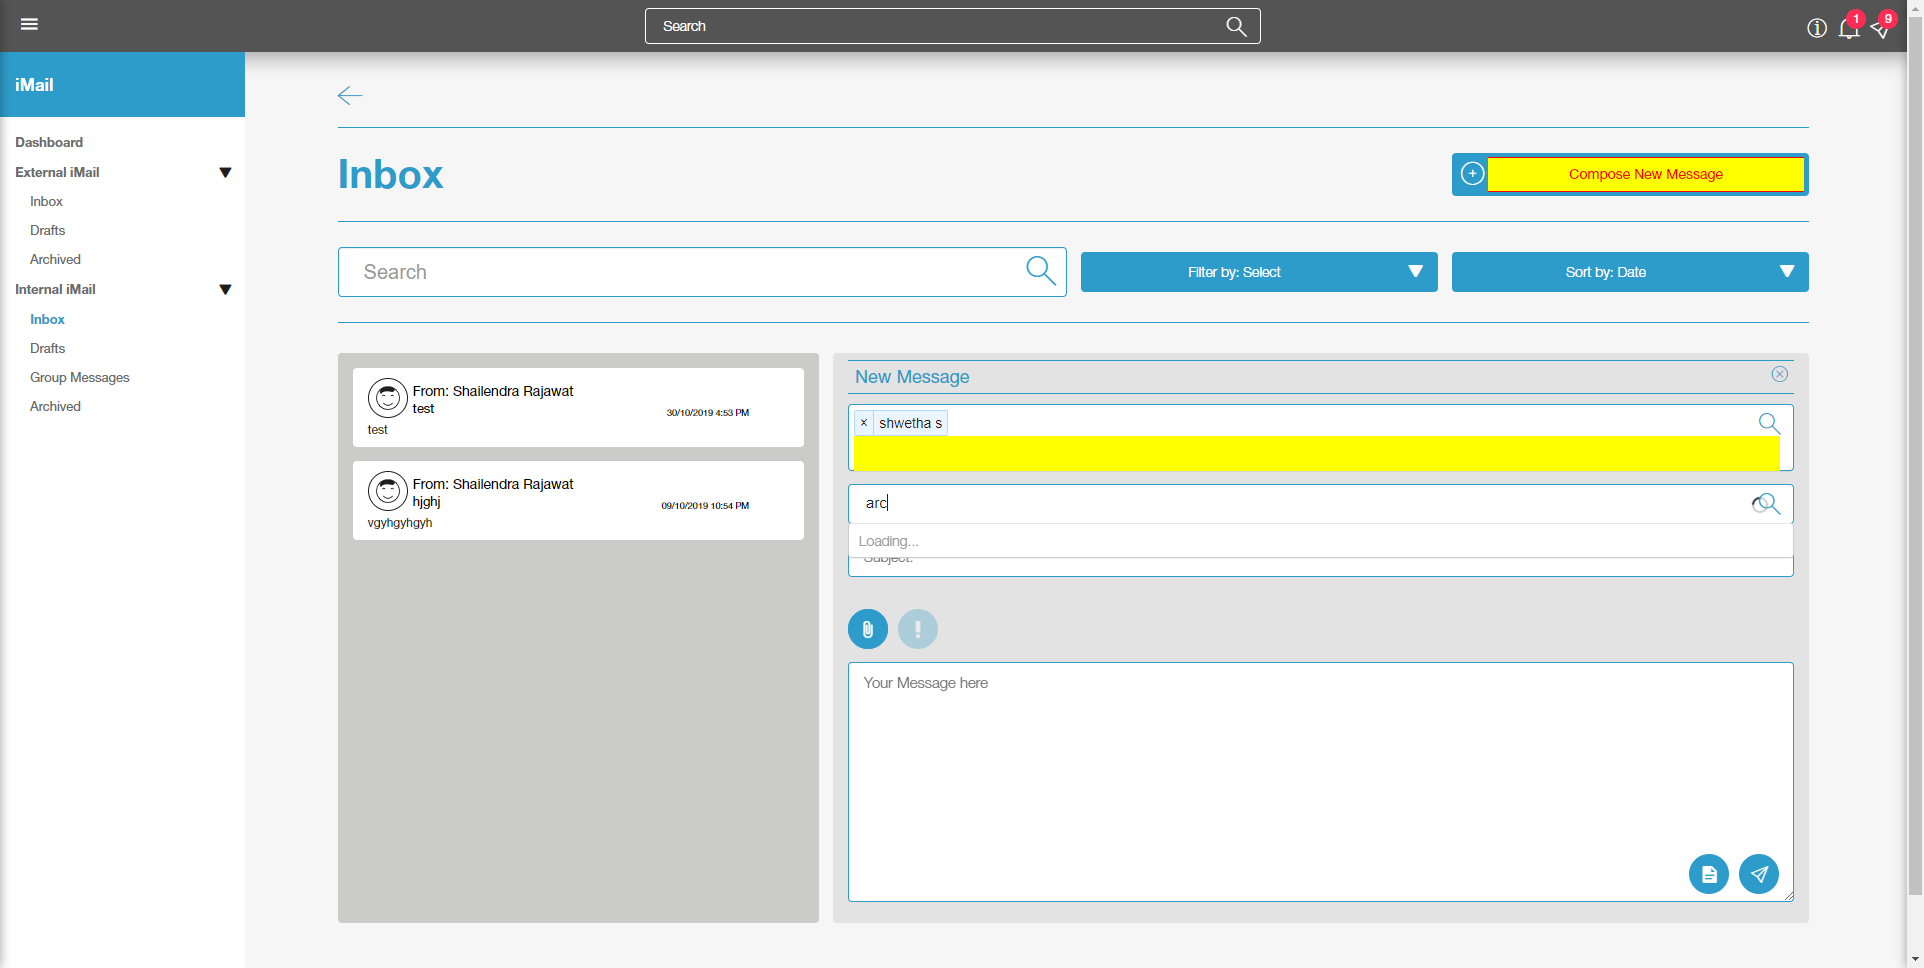 Search
1
9
iMail
Dashboard
External iMail
Inbox
Drafts
Archived
Internal iMail
Inbox
Drafts
Group Messages
Archived
Inbox
Compose New Message
Search
Filter by: Select
Sort by: Date
From: Shailendra Rajawat
test
30/10/2019 4:53 PM
test
From: Shailendra Rajawat
hjghj
09/10/2019 10:54 PM
vgyhgyhgyh
New Message
× shwetha s
arc
Loading...
Subject:
Your Message here